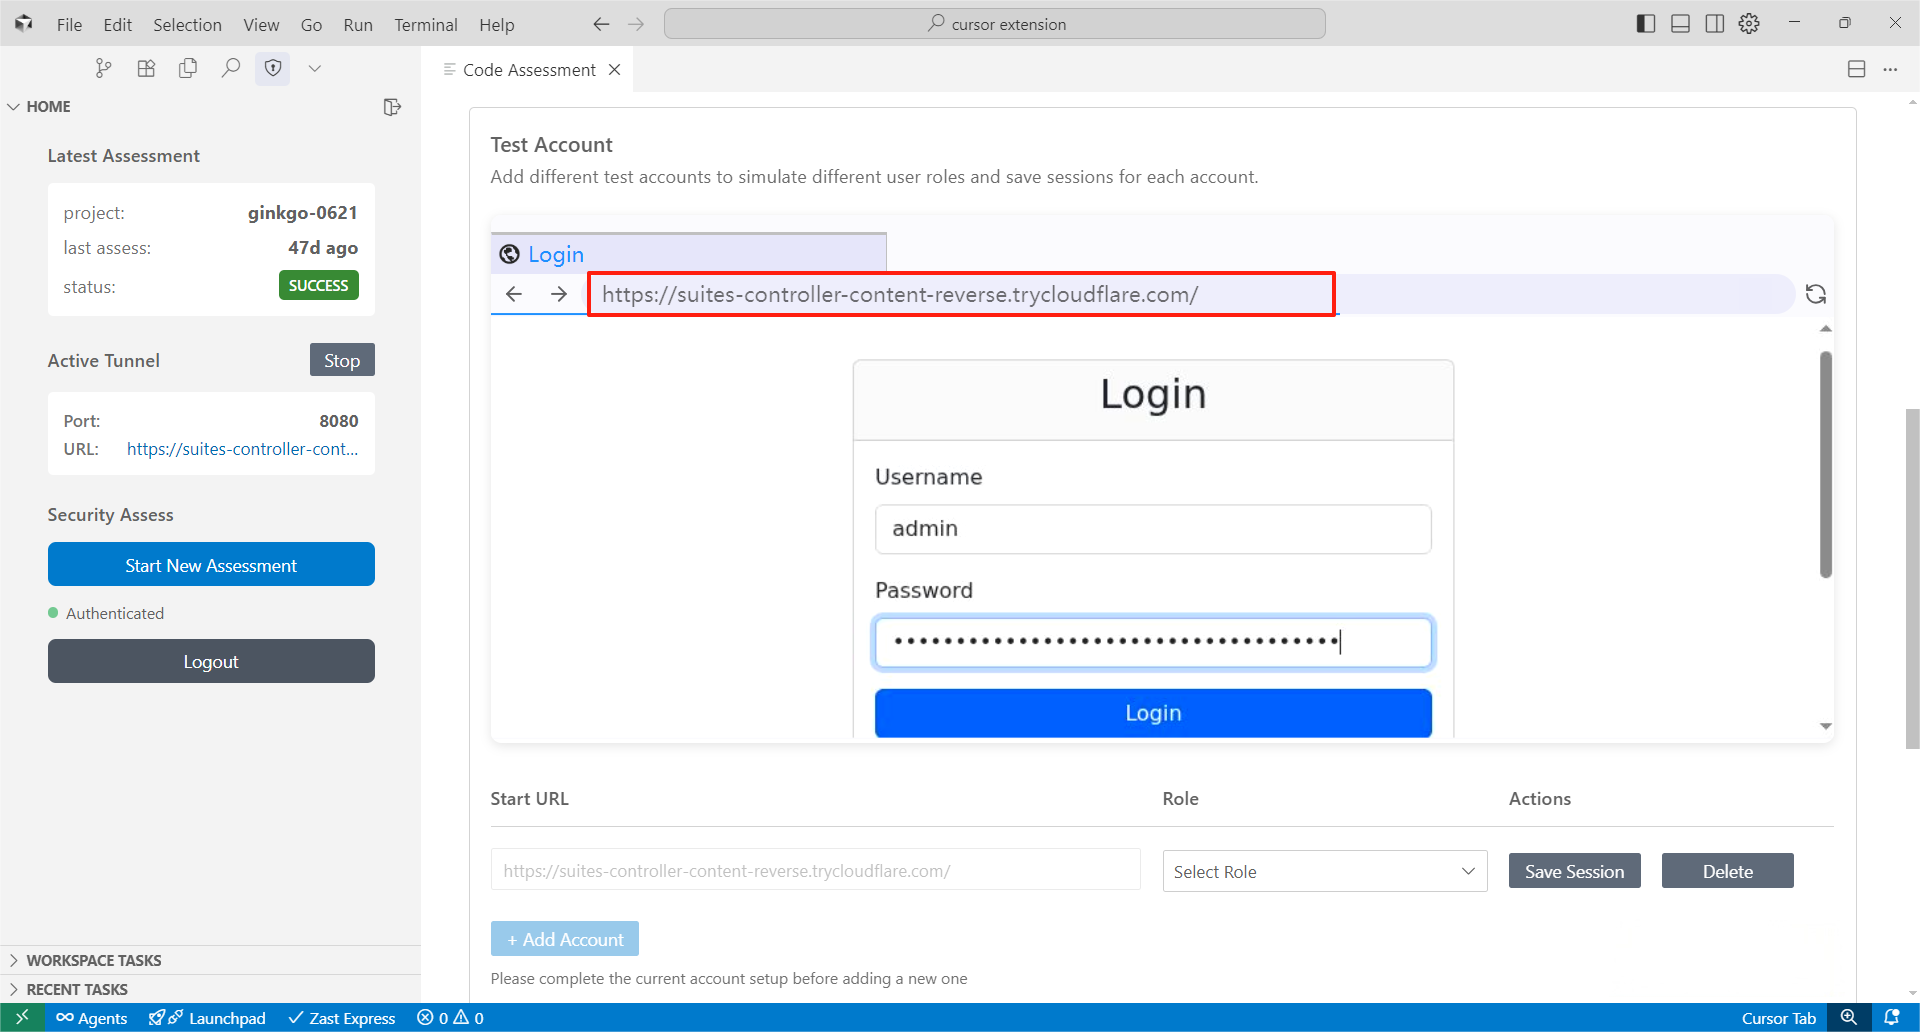 File Edit Selection View Go Run Terminal Help
cursor extension
Code Assessment
HOME
Latest Assessment
project: ginkgo-0621
last assess: 47d ago
status: SUCCESS
Active Tunnel Stop
Port: 8080
URL: https://suites-controller-cont...
Security Assess
Start New Assessment
Authenticated
Logout
WORKSPACE TASKS
RECENT TASKS
Test Account
Add different test accounts to simulate different user roles and save sessions for each account.
Login
https://suites-controller-content-reverse.trycloudflare.com/
Login
Username
admin
Password
Login
Start URL Role Actions
https://suites-controller-content-reverse.trycloudflare.com/ Select Role Save Session Delete
+ Add Account
Please complete the current account setup before adding a new one
Agents Launchpad Zast Express 0 0 Cursor Tab